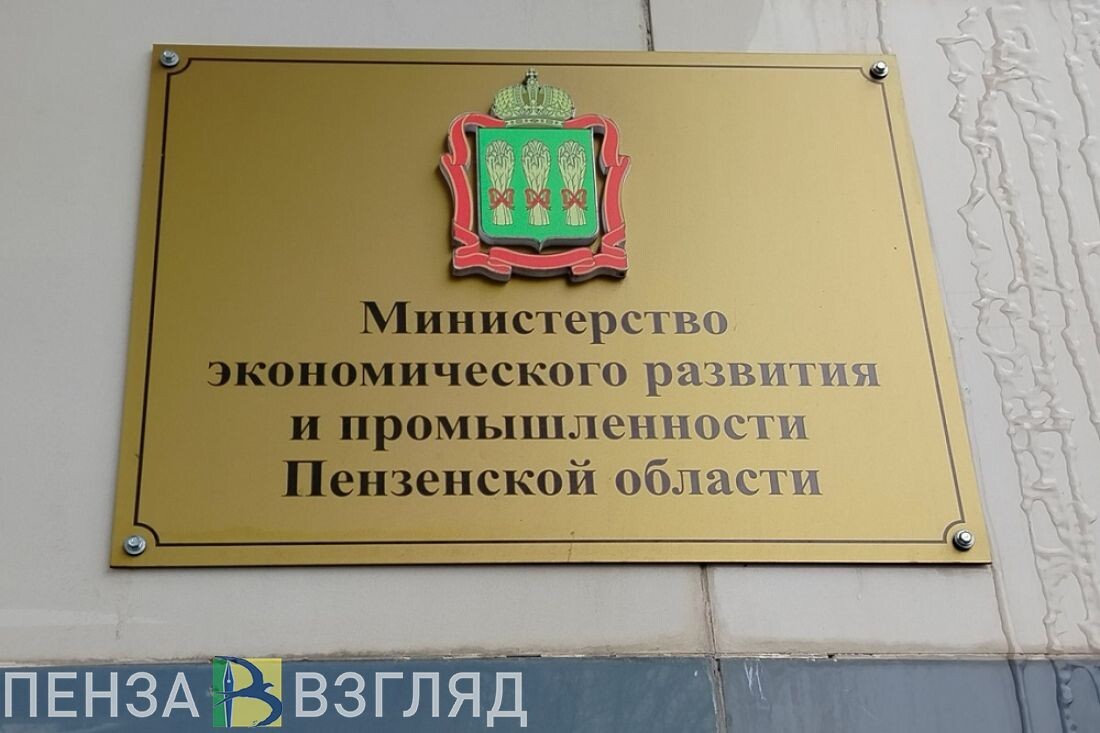 Министерство
экономического развития
и промышленности
Пензенской области
ПЕНЗА ВЗГЛЯД